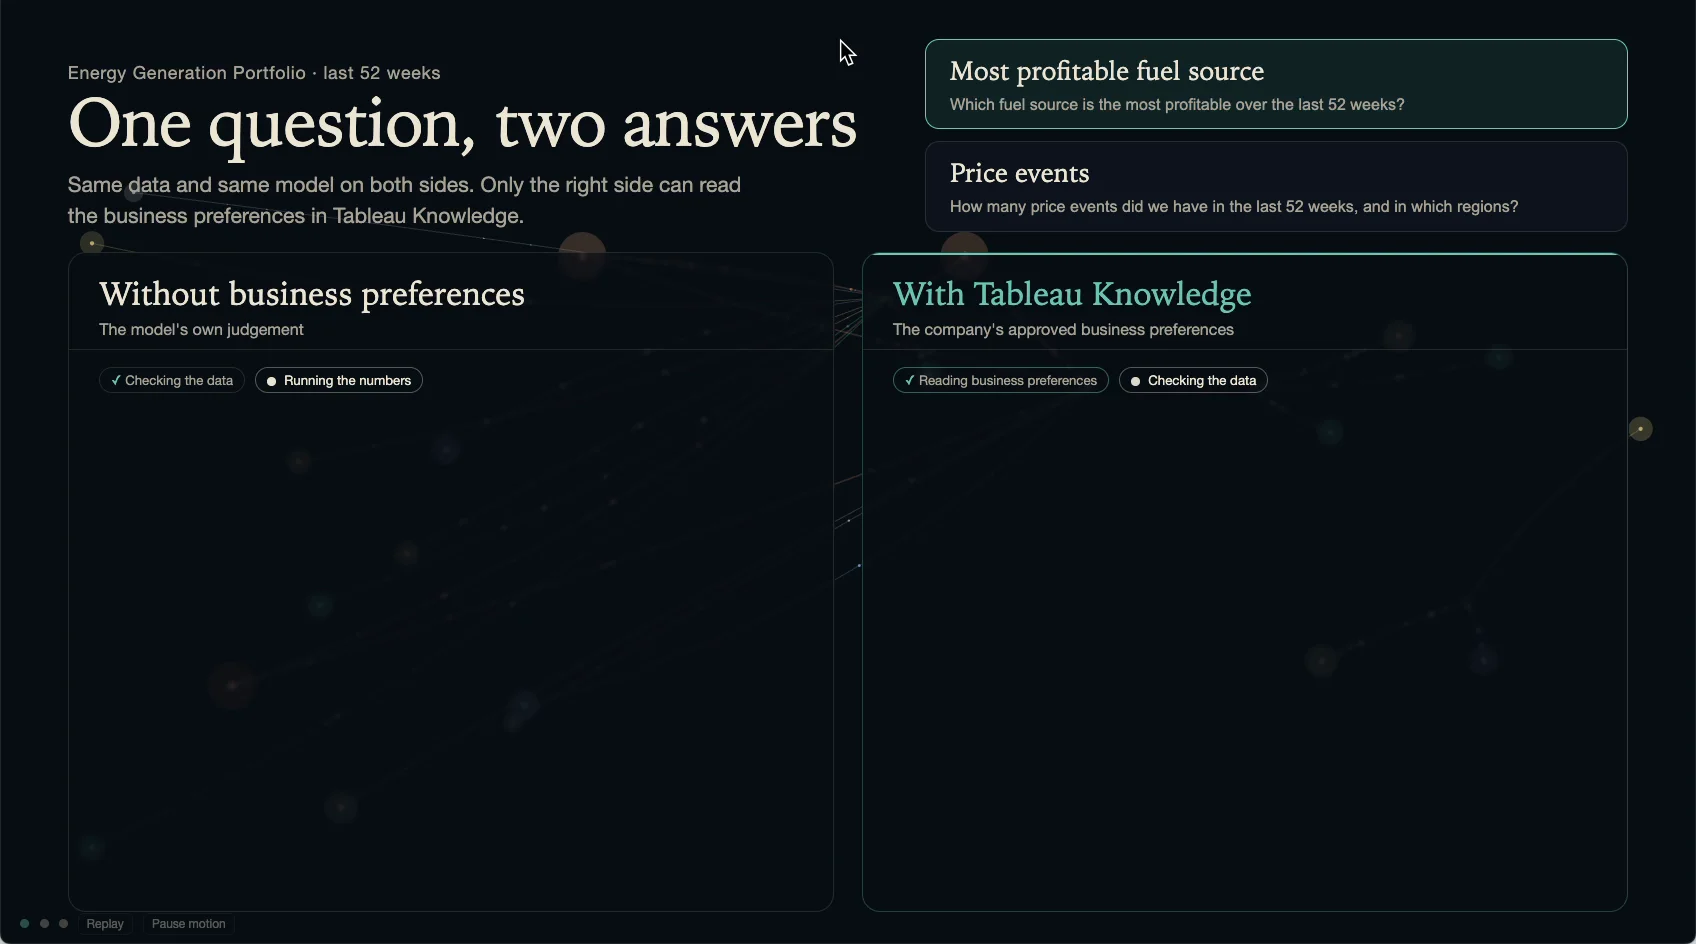 Energy Generation Portfolio · last 52 weeks
One question, two answers
Same data and same model on both sides. Only the right side can read
the business preferences in Tableau Knowledge.
Most profitable fuel source
Which fuel source is the most profitable over the last 52 weeks?
Price events
How many price events did we have in the last 52 weeks, and in which regions?
Without business preferences
The model's own judgement
✓ Checking the data
● Running the numbers
With Tableau Knowledge
The company's approved business preferences
✓ Reading business preferences
● Checking the data
Replay
Pause motion